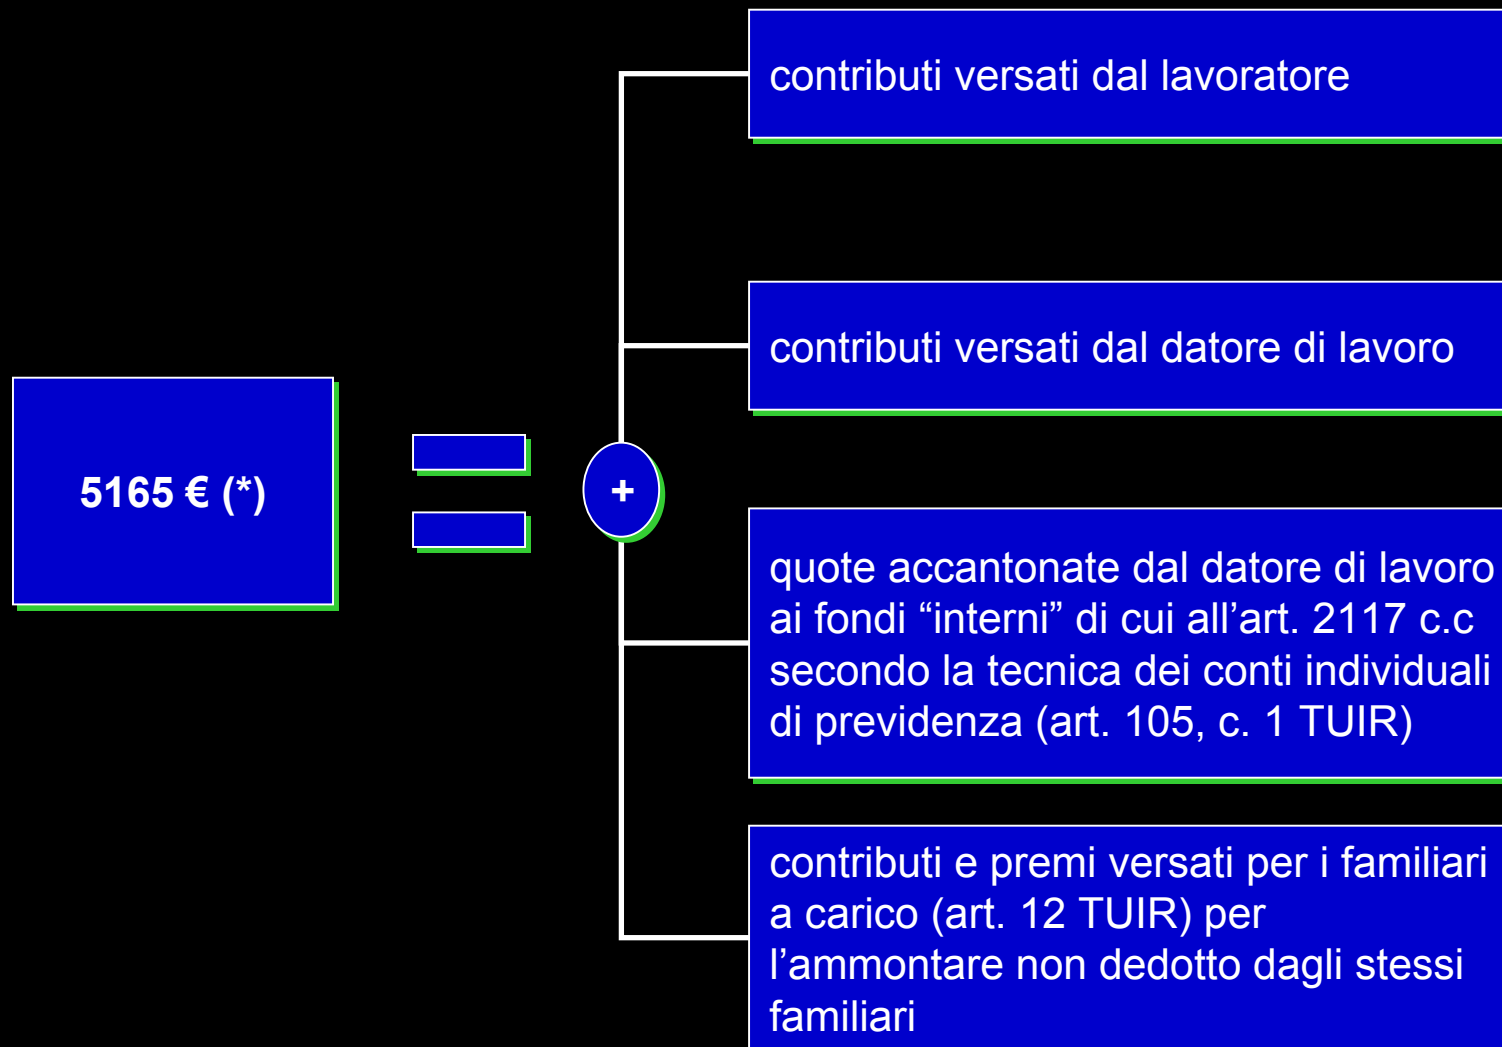 contributi versati dal lavoratore
contributi versati dal datore di lavoro
5165 € (*)
+
quote accantonate dal datore di lavoro
ai fondi “interni” di cui all’art. 2117 c.c
secondo la tecnica dei conti individuali
di previdenza (art. 105, c. 1 TUIR)
contributi e premi versati per i familiari
a carico (art. 12 TUIR) per
l’ammontare non dedotto dagli stessi
familiari